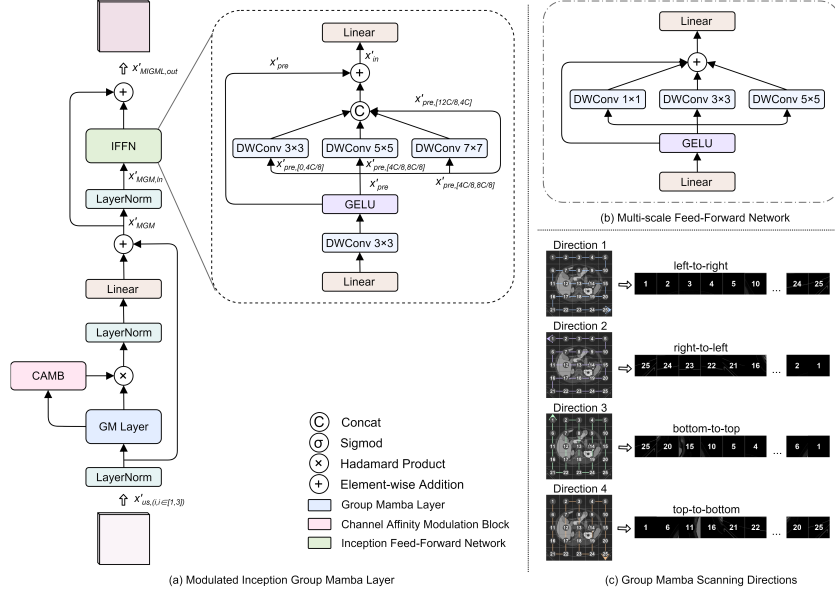 x'MIGML,out
+
IFFN
x'MGM,In
LayerNorm
x'MGM
+
Linear
LayerNorm
CAMB
×
GM Layer
LayerNorm
x'us,(i,i∈[1,3])
Linear
x'in
x'pre
+
x'pre,[12C/8,4C]
C
DWConv 3×3
DWConv 5×5
DWConv 7×7
x'pre,[0,4C/8]
x'pre,[4C/8,8C/8]
x'pre
x'pre,[4C/8,8C/8]
GELU
DWConv 3×3
Linear
C Concat
σ Sigmod
× Hadamard Product
+ Element-wise Addition
Group Mamba Layer
Channel Affinity Modulation Block
Inception Feed-Forward Network
(a) Modulated Inception Group Mamba Layer
Linear
+
DWConv 1×1
DWConv 3×3
DWConv 5×5
GELU
Linear
(b) Multi-scale Feed-Forward Network
Direction 1
left-to-right
1 2 3 4 5 10 ... 24 25
Direction 2
right-to-left
25 24 23 22 21 16 ... 2 1
Direction 3
bottom-to-top
25 20 15 10 5 4 ... 6 1
Direction 4
top-to-bottom
1 6 11 16 21 22 ... 20 25
(c) Group Mamba Scanning Directions